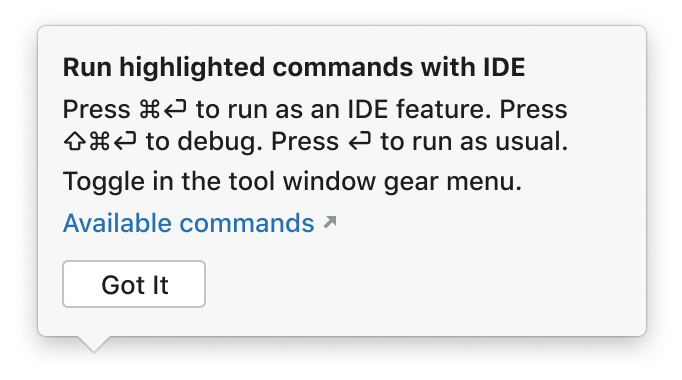 Run highlighted commands with IDE
Press ⌘⏎ to run as an IDE feature. Press
⇧⌘⏎ to debug. Press ⏎ to run as usual.
Toggle in the tool window gear menu.
Available commands ↗
Got It